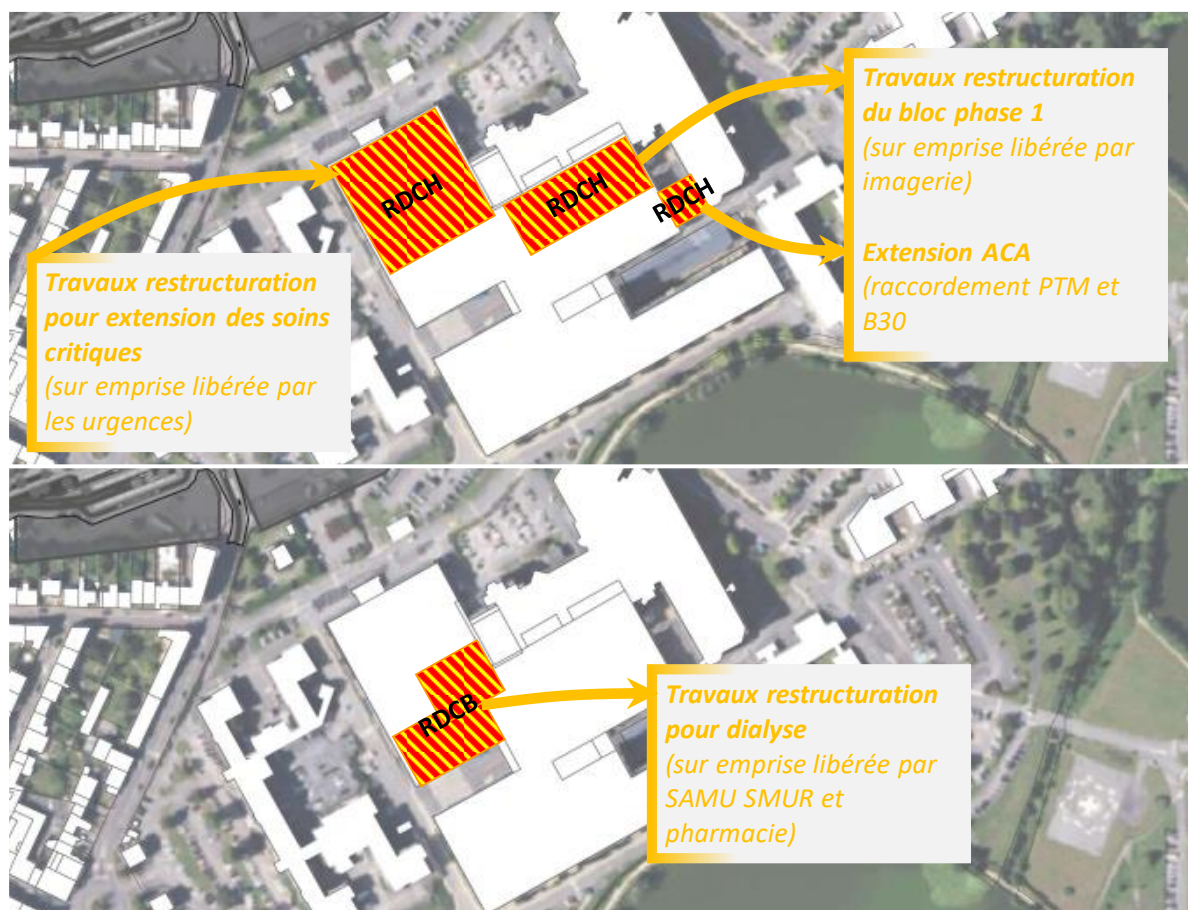 Travaux restructuration
du bloc phase 1
(sur emprise libérée par
imagerie)
Extension ACA
(raccordement PTM et
B30
RDCH
RDCH
RDCH
Travaux restructuration
pour extension des soins
critiques
(sur emprise libérée par
les urgences)
RDCB
Travaux restructuration
pour dialyse
(sur emprise libérée par
SAMU SMUR et
pharmacie)